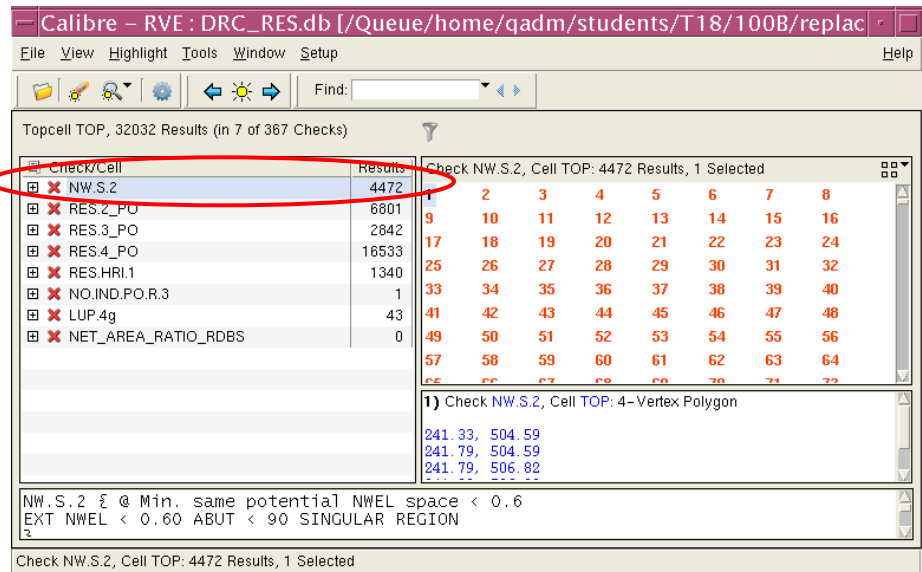 Calibre – RVE : DRC_RES.db [/Queue/home/qadm/students/T18/100B/replac
File View Highlight Tools Window Setup Help
Find:
Topcell TOP, 32032 Results (in 7 of 367 Checks)
Check/Cell Results
NW.S.2 4472
RES.2_PO 6801
RES.3_PO 2842
RES.4_PO 16533
RES.HRI.1 1340
NO.IND.PO.R.3 1
LUP.4g 43
NET_AREA_RATIO_RDBS 0
Check NW.S.2, Cell TOP: 4472 Results, 1 Selected
1 2 3 4 5 6 7 8
9 10 11 12 13 14 15 16
17 18 19 20 21 22 23 24
25 26 27 28 29 30 31 32
33 34 35 36 37 38 39 40
41 42 43 44 45 46 47 48
49 50 51 52 53 54 55 56
57 58 59 60 61 62 63 64
65 66 67 68 69 70 71 72
1) Check NW.S.2, Cell TOP: 4-Vertex Polygon
241.33, 504.59
241.79, 504.59
241.79, 506.82
NW.S.2 { @ Min. same potential NWEL space < 0.6
EXT NWEL < 0.60 ABUT < 90 SINGULAR REGION
}
Check NW.S.2, Cell TOP: 4472 Results, 1 Selected